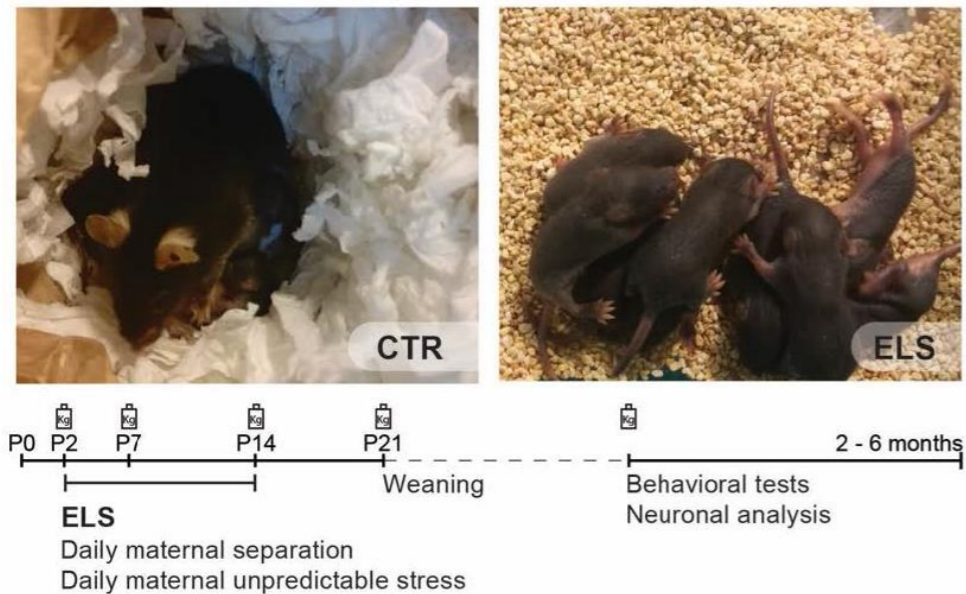 CTR
ELS
Kg Kg Kg Kg Kg
P0 P2 P7 P14 P21 2 - 6 months
Weaning
Behavioral tests
Neuronal analysis
ELS
Daily maternal separation
Daily maternal unpredictable stress